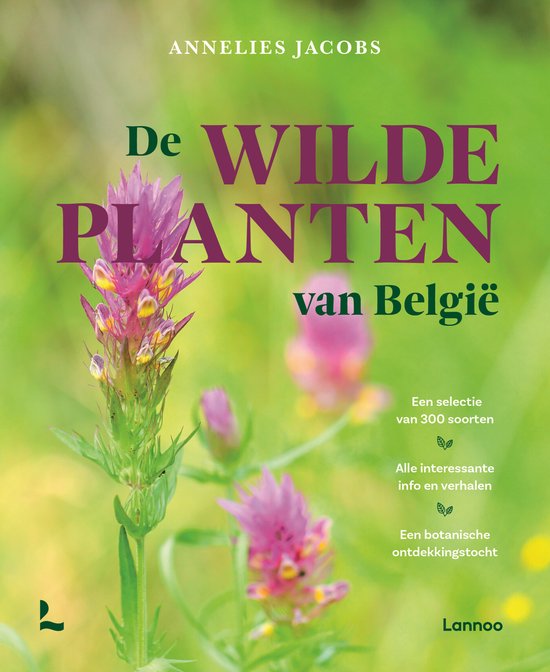 ANNELIES JACOBS
De WILDE
PLANTEN
van België
Een selectie
van 300 soorten
Alle interessante
info en verhalen
Een botanische
ontdekkingstocht
Lannoo